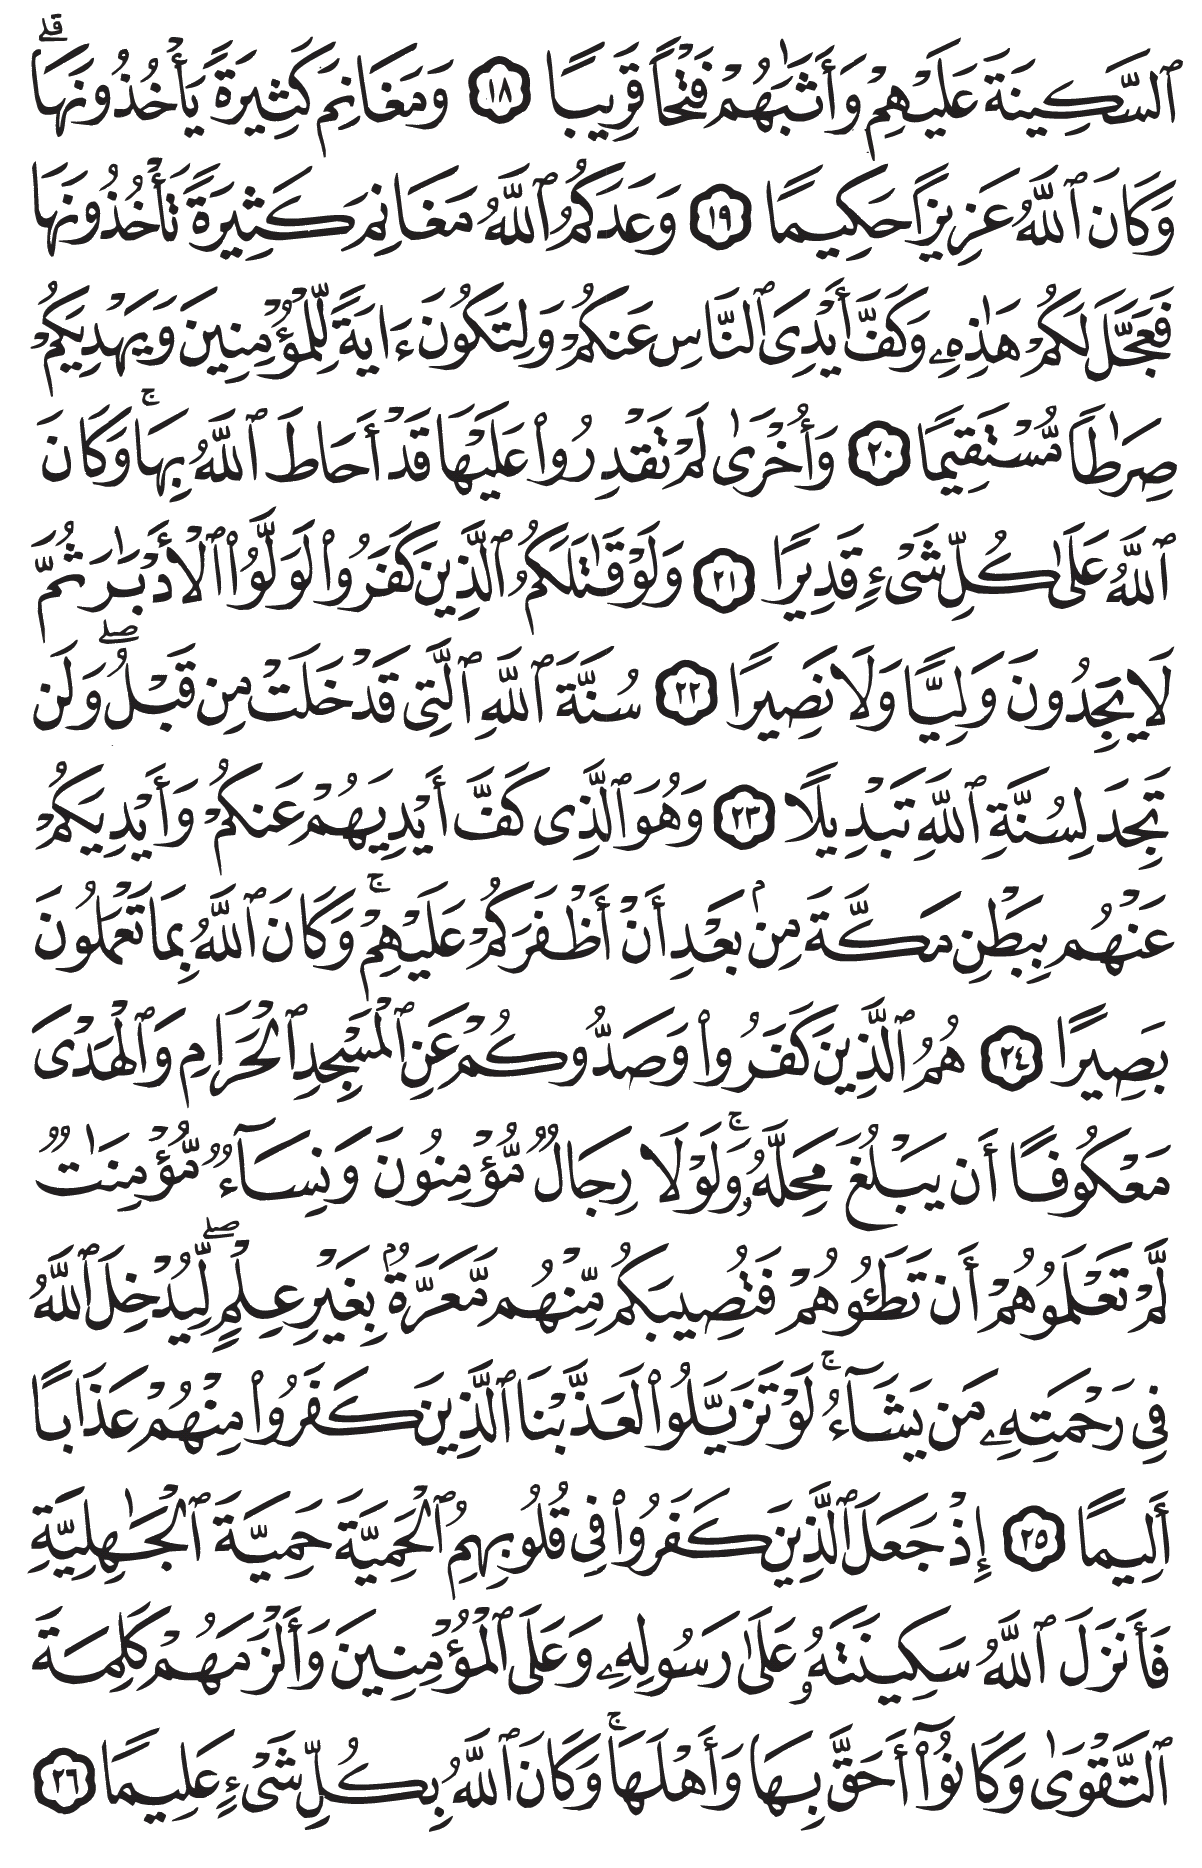 ٱلسَّكِينَةَ عَلَيْهِمْ وَأَثَٰبَهُمْ فَتْحًا قَرِيبًا ١٨ وَمَغَانِمَ كَثِيرَةً يَأْخُذُونَهَا ۗ
وَكَانَ ٱللَّهُ عَزِيزًا حَكِيمًا ١٩ وَعَدَكُمُ ٱللَّهُ مَغَانِمَ كَثِيرَةً تَأْخُذُونَهَا
فَعَجَّلَ لَكُمْ هَٰذِهِۦ وَكَفَّ أَيْدِىَ ٱلنَّاسِ عَنكُمْ وَلِتَكُونَ ءَايَةً لِّلْمُؤْمِنِينَ وَيَهْدِيَكُمْ
صِرَٰطًا مُّسْتَقِيمًا ٢٠ وَأُخْرَىٰ لَمْ تَقْدِرُوا۟ عَلَيْهَا قَدْ أَحَاطَ ٱللَّهُ بِهَا ۚ وَكَانَ
ٱللَّهُ عَلَىٰ كُلِّ شَىْءٍ قَدِيرًا ٢١ وَلَوْ قَٰتَلَكُمُ ٱلَّذِينَ كَفَرُوا۟ لَوَلَّوُا۟ ٱلْأَدْبَٰرَ ثُمَّ
لَا يَجِدُونَ وَلِيًّا وَلَا نَصِيرًا ٢٢ سُنَّةَ ٱللَّهِ ٱلَّتِى قَدْ خَلَتْ مِن قَبْلُ ۖ وَلَن
تَجِدَ لِسُنَّةِ ٱللَّهِ تَبْدِيلًا ٢٣ وَهُوَ ٱلَّذِى كَفَّ أَيْدِيَهُمْ عَنكُمْ وَأَيْدِيَكُمْ
عَنْهُم بِبَطْنِ مَكَّةَ مِنۢ بَعْدِ أَنْ أَظْفَرَكُمْ عَلَيْهِمْ ۚ وَكَانَ ٱللَّهُ بِمَا تَعْمَلُونَ
بَصِيرًا ٢٤ هُمُ ٱلَّذِينَ كَفَرُوا۟ وَصَدُّوكُمْ عَنِ ٱلْمَسْجِدِ ٱلْحَرَامِ وَٱلْهَدْىَ
مَعْكُوفًا أَن يَبْلُغَ مَحِلَّهُۥ ۚ وَلَوْلَا رِجَالٌ مُّؤْمِنُونَ وَنِسَآءٌ مُّؤْمِنَٰتٌ
لَّمْ تَعْلَمُوهُمْ أَن تَطَـُٔوهُمْ فَتُصِيبَكُم مِّنْهُم مَّعَرَّةٌۢ بِغَيْرِ عِلْمٍ ۖ لِّيُدْخِلَ ٱللَّهُ
فِى رَحْمَتِهِۦ مَن يَشَآءُ ۚ لَوْ تَزَيَّلُوا۟ لَعَذَّبْنَا ٱلَّذِينَ كَفَرُوا۟ مِنْهُمْ عَذَابًا
أَلِيمًا ٢٥ إِذْ جَعَلَ ٱلَّذِينَ كَفَرُوا۟ فِى قُلُوبِهِمُ ٱلْحَمِيَّةَ حَمِيَّةَ ٱلْجَٰهِلِيَّةِ
فَأَنزَلَ ٱللَّهُ سَكِينَتَهُۥ عَلَىٰ رَسُولِهِۦ وَعَلَى ٱلْمُؤْمِنِينَ وَأَلْزَمَهُمْ كَلِمَةَ
ٱلتَّقْوَىٰ وَكَانُوٓا۟ أَحَقَّ بِهَا وَأَهْلَهَا ۚ وَكَانَ ٱللَّهُ بِكُلِّ شَىْءٍ عَلِيمًا ٢٦